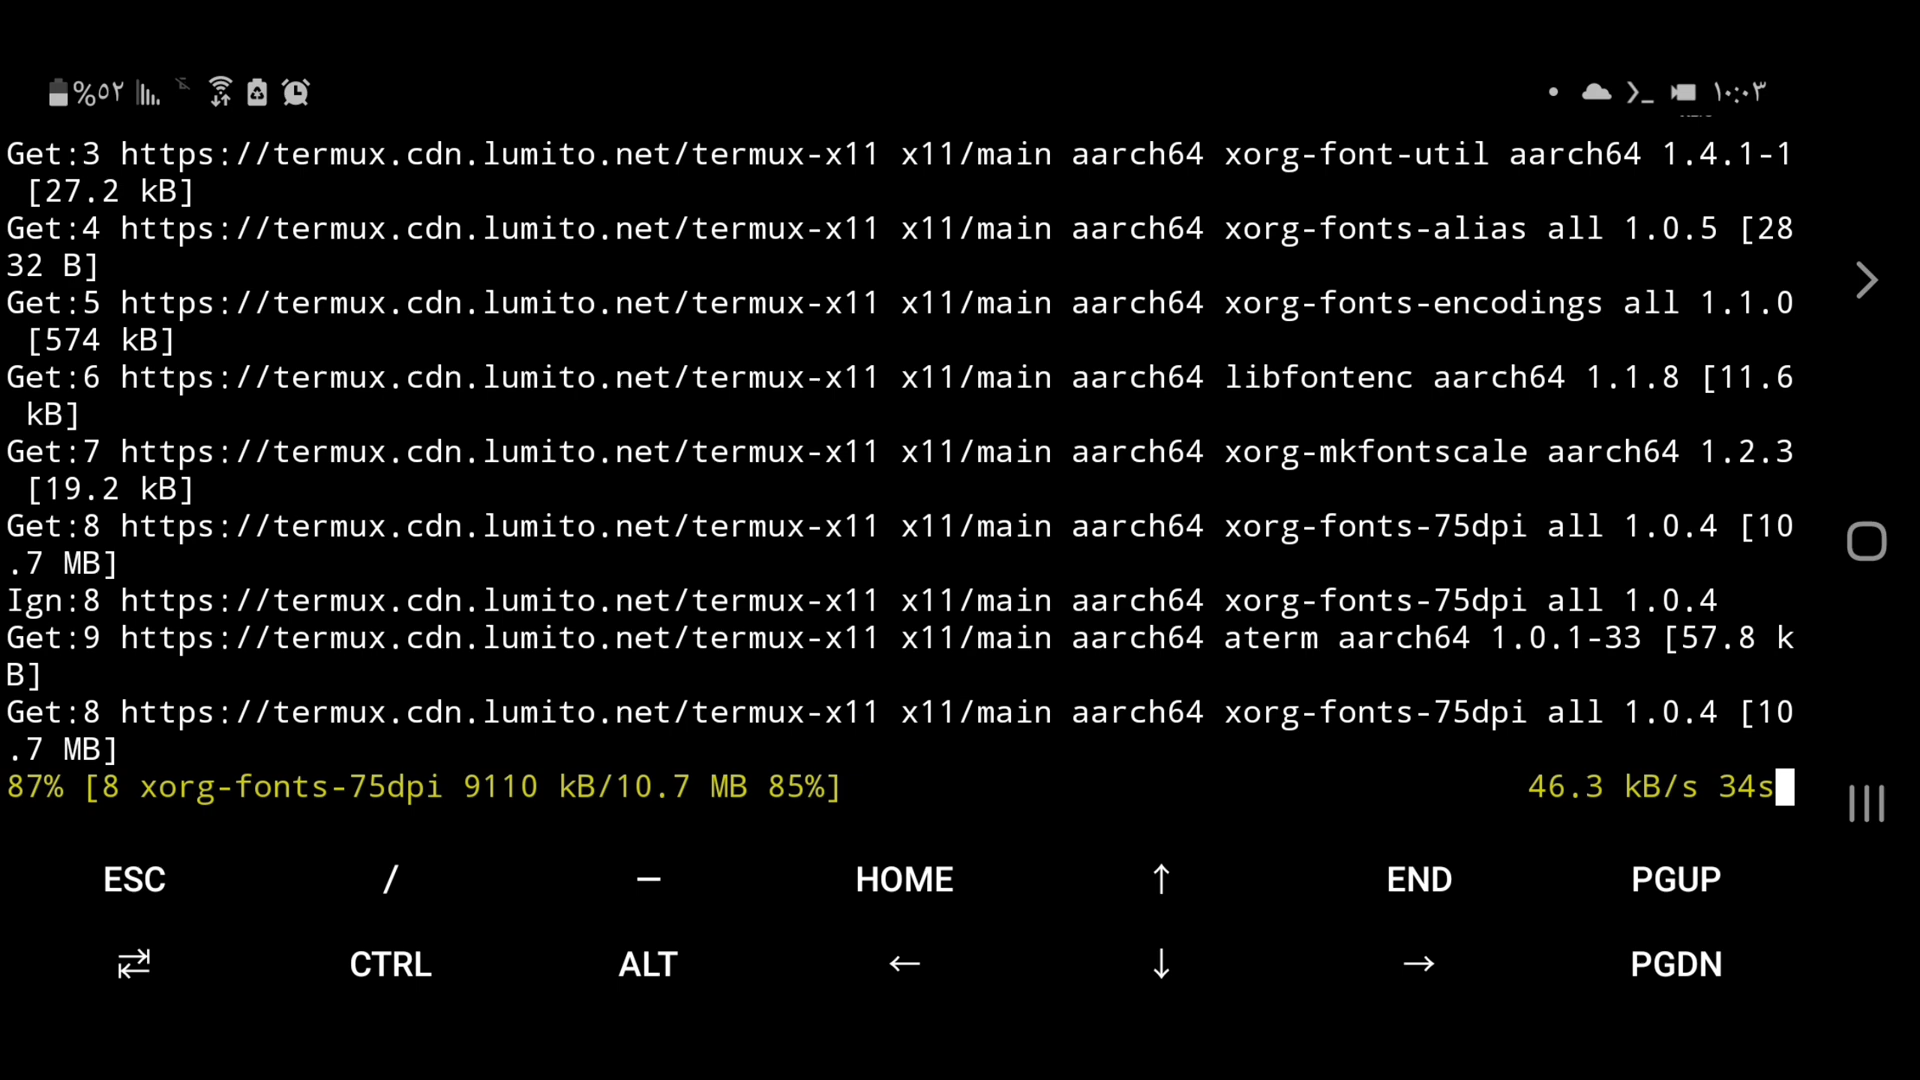 %٥٢ ١٠:٠٣
Get:3 https://termux.cdn.lumito.net/termux-x11 x11/main aarch64 xorg-font-util aarch64 1.4.1-1
[27.2 kB]
Get:4 https://termux.cdn.lumito.net/termux-x11 x11/main aarch64 xorg-fonts-alias all 1.0.5 [28
32 B]
Get:5 https://termux.cdn.lumito.net/termux-x11 x11/main aarch64 xorg-fonts-encodings all 1.1.0
[574 kB]
Get:6 https://termux.cdn.lumito.net/termux-x11 x11/main aarch64 libfontenc aarch64 1.1.8 [11.6
kB]
Get:7 https://termux.cdn.lumito.net/termux-x11 x11/main aarch64 xorg-mkfontscale aarch64 1.2.3
[19.2 kB]
Get:8 https://termux.cdn.lumito.net/termux-x11 x11/main aarch64 xorg-fonts-75dpi all 1.0.4 [10
.7 MB]
Ign:8 https://termux.cdn.lumito.net/termux-x11 x11/main aarch64 xorg-fonts-75dpi all 1.0.4
Get:9 https://termux.cdn.lumito.net/termux-x11 x11/main aarch64 aterm aarch64 1.0.1-33 [57.8 k
B]
Get:8 https://termux.cdn.lumito.net/termux-x11 x11/main aarch64 xorg-fonts-75dpi all 1.0.4 [10
.7 MB]
87% [8 xorg-fonts-75dpi 9110 kB/10.7 MB 85%] 46.3 kB/s 34s
ESC / — HOME ↑ END PGUP
⇄ CTRL ALT ← ↓ → PGDN